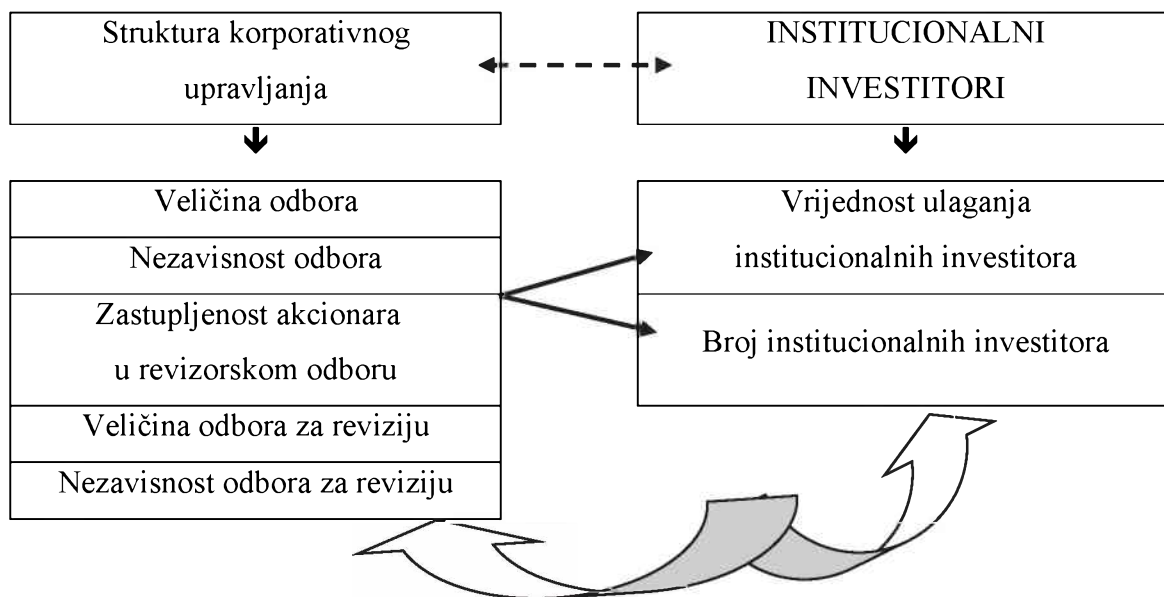 Struktura korporativnog
upravljanja
INSTITUCIONALNI
INVESTITORI
Veličina odbora
Nezavisnost odbora
Zastupljenost akcionara
u revizorskom odboru
Veličina odbora za reviziju
Nezavisnost odbora za reviziju
Vrijednost ulaganja
institucionalnih investitora
Broj institucionalnih investitora